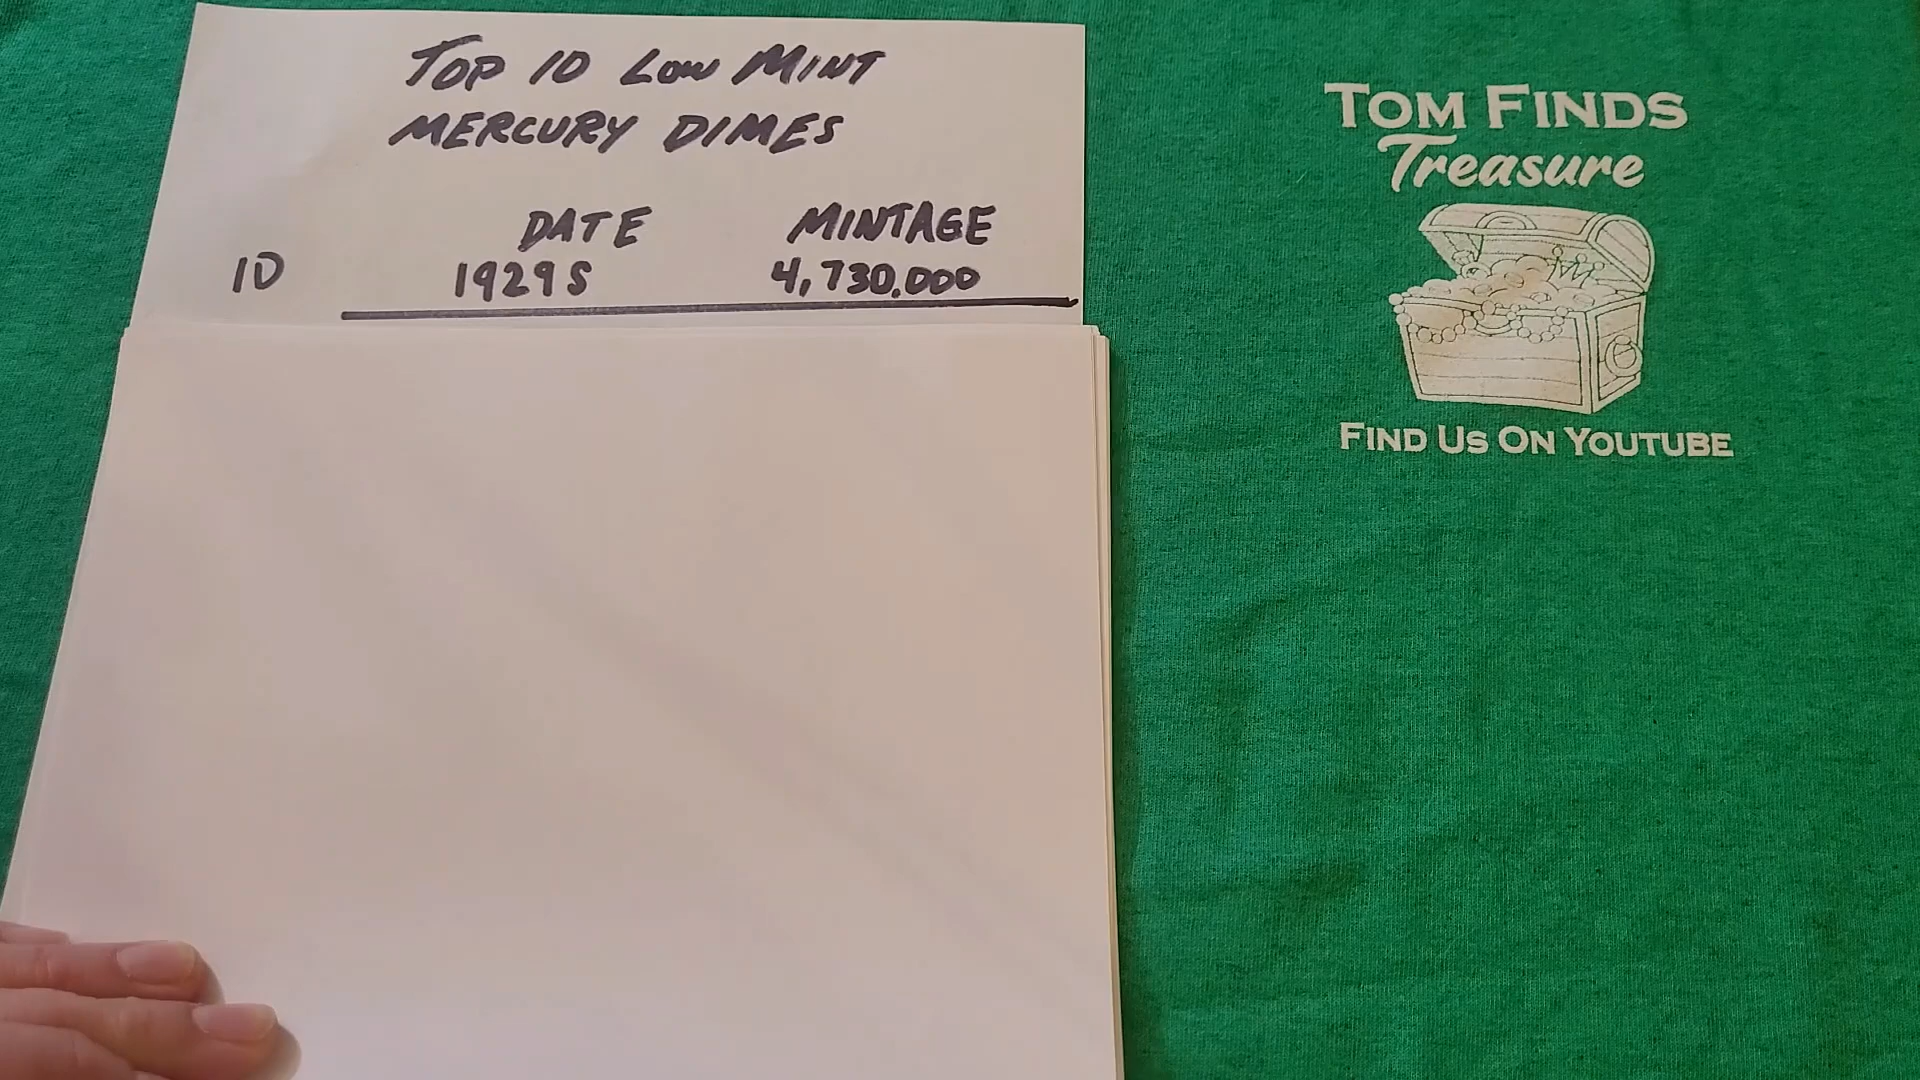 TOP 10 LOW MINT
MERCURY DIMES
DATE MINTAGE
10 1929S 4,730.000
TOM FINDS
Treasure
FIND US ON YOUTUBE